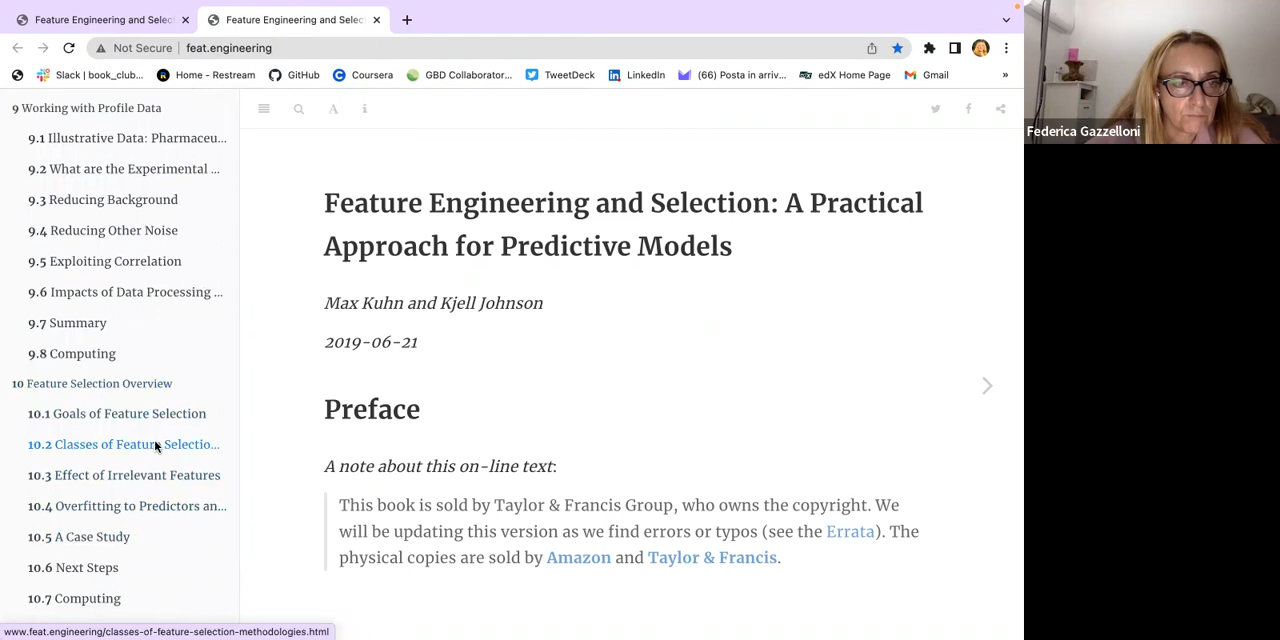 Feature Engineering and Selec
Feature Engineering and Selec
Not Secure
feat.engineering
Slack | book_club...
Home - Restream
GitHub
Coursera
GBD Collaborator...
TweetDeck
LinkedIn
(66) Posta in arriv...
edX Home Page
Gmail
»
9 Working with Profile Data
9.1 Illustrative Data: Pharmaceu...
9.2 What are the Experimental ...
9.3 Reducing Background
9.4 Reducing Other Noise
9.5 Exploiting Correlation
9.6 Impacts of Data Processing ...
9.7 Summary
9.8 Computing
10 Feature Selection Overview
10.1 Goals of Feature Selection
10.2 Classes of Feature Selectio...
10.3 Effect of Irrelevant Features
10.4 Overfitting to Predictors an...
10.5 A Case Study
10.6 Next Steps
10.7 Computing
www.feat.engineering/classes-of-feature-selection-methodologies.html
A
Feature Engineering and Selection: A Practical
Approach for Predictive Models
Max Kuhn and Kjell Johnson
2019-06-21
Preface
A note about this on-line text:
This book is sold by Taylor & Francis Group, who owns the copyright. We
will be updating this version as we find errors or typos (see the Errata). The
physical copies are sold by Amazon and Taylor & Francis.
Federica Gazzelloni